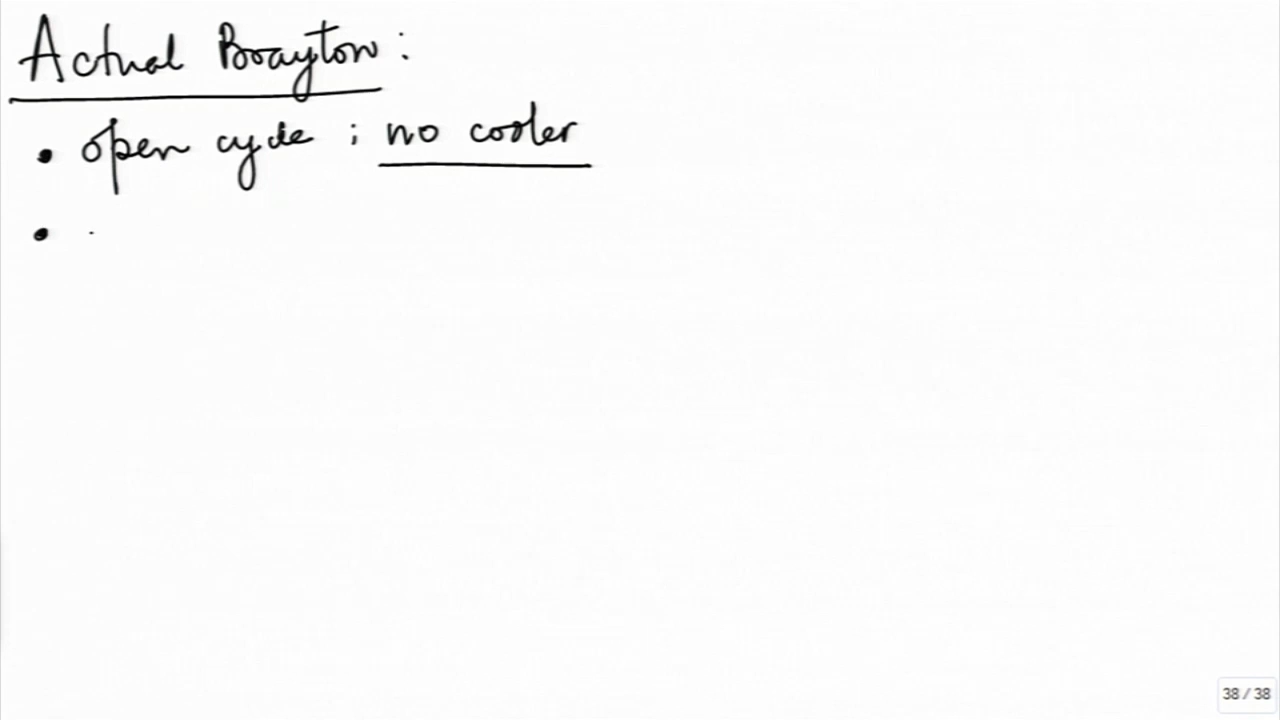 Actual Brayton :
• open cycle ; no cooler
•
38 / 38